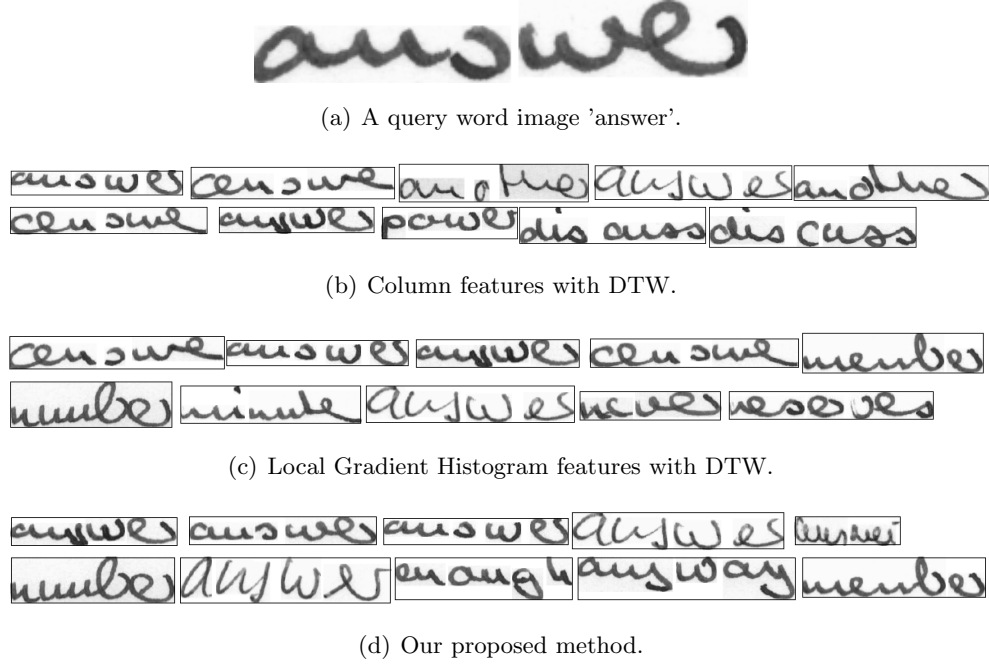 answer
(a) A query word image 'answer'.
answer censure another answer another
censure answer power discuss discuss
(b) Column features with DTW.
censure answer answer censure member
number minute answer never reserves
(c) Local Gradient Histogram features with DTW.
answer answer answer answer answer
number answer enough anyway member
(d) Our proposed method.